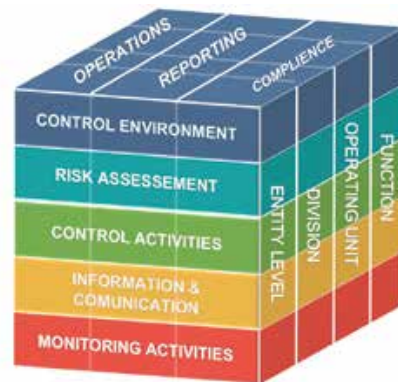 OPERATIONS
REPORTING
COMPLIENCE
CONTROL ENVIRONMENT
RISK ASSESSEMENT
CONTROL ACTIVITIES
INFORMATION &
COMUNICATION
MONITORING ACTIVITIES
ENTITY LEVEL
DIVISION
OPERATING UNIT
FUNCTION